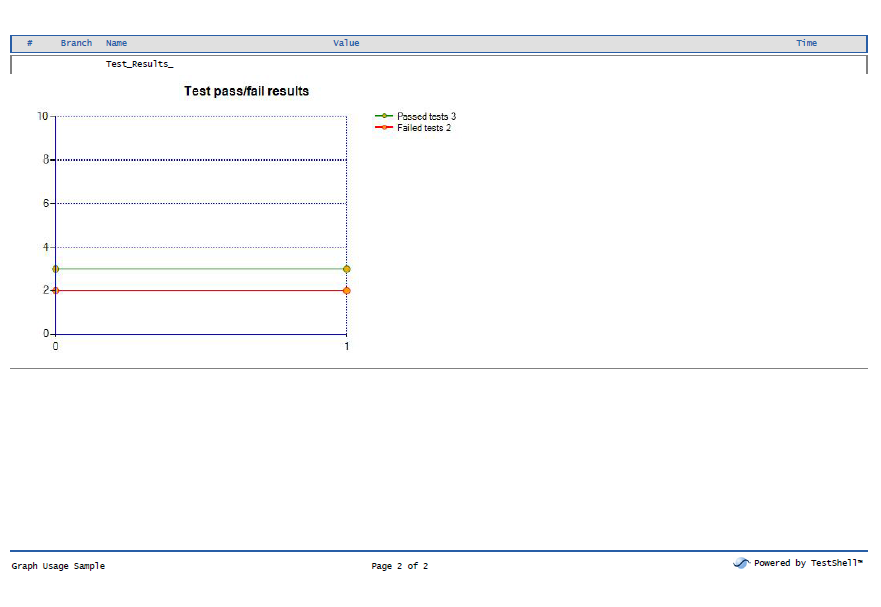 # Branch Name Value Time
Test_Results_
Test pass/fail results
Passed tests 3
Failed tests 2
10
8
6
4
2
0
0 1
Graph Usage Sample Page 2 of 2 Powered by TestShell™